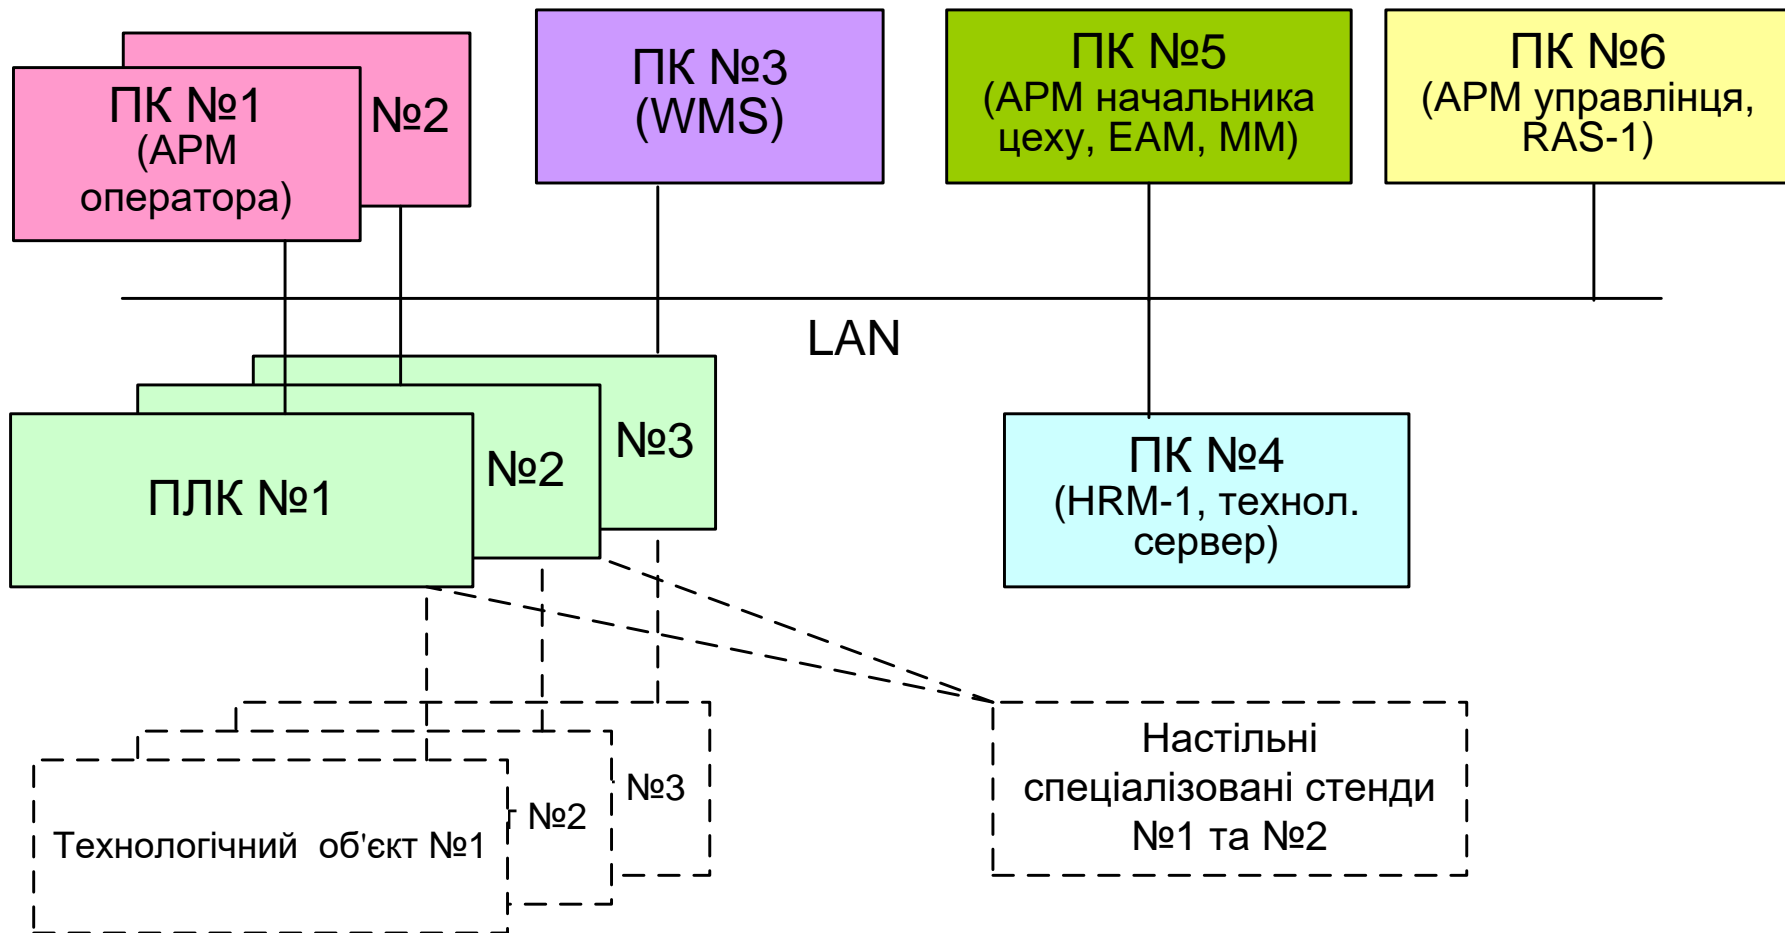 ПК №1
(АРМ
оператора)
№2
ПК №3
(WMS)
ПК №5
(АРМ начальника
цеху, EAM, MM)
ПК №6
(АРМ управлінця,
RAS-1)
LAN
ПЛК №1
№2
№3
ПК №4
(HRM-1, технол.
сервер)
Технологічний об'єкт №1
№2
№3
Настільні
спеціалізовані стенди
№1 та №2